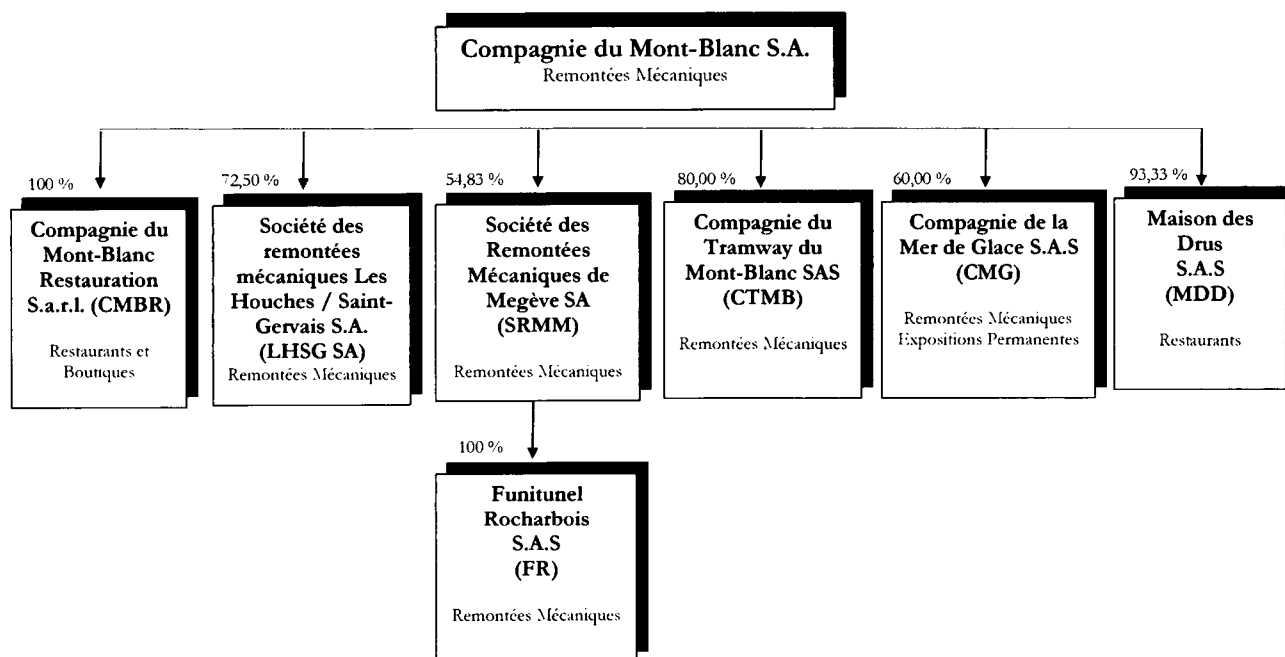 Compagnie du Mont-Blanc S.A.
Remontées Mécaniques
100 %
Compagnie du
Mont-Blanc
Restauration
S.a.r.l. (CMBR)
Restaurants et
Boutiques
72,50 %
Société des
remontées
mécaniques Les
Houches / Saint-
Gervais S.A.
(LHSG SA)
Remontées Mécaniques
54,83 %
Société des
Remontées
Mécaniques de
Megève SA
(SRMM)
Remontées Mécaniques
80,00 %
Compagnie du
Tramway du
Mont-Blanc SAS
(CTMB)
Remontées Mécaniques
60,00 %
Compagnie de la
Mer de Glace S.A.S
(CMG)
Remontées Mécaniques
Expositions Permanentes
93,33 %
Maison des
Drus
S.A.S
(MDD)
Restaurants
100 %
Funitunel
Rocharbois
S.A.S
(FR)
Remontées Mécaniques